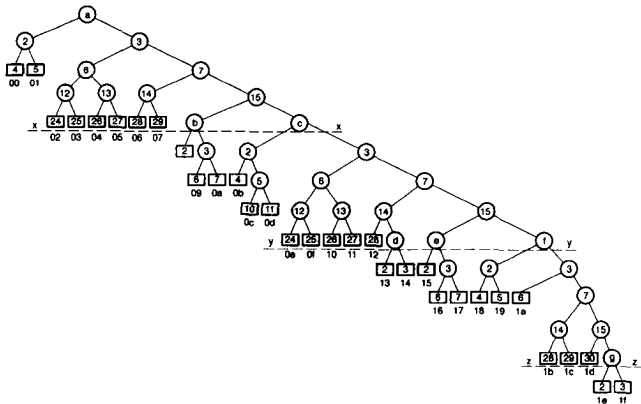 a
2 3
4 5 6 7
00 01
12 13 14 15
24 25 26 27 28 29 b c
x x
02 03 04 05 06 07
2 3 2 3
6 7 4 5 6 7
09 0a 0b
10 11 12 13 14 15
0c 0d
24 25 26 27 28 d e f
y y
0e 0f 10 11 12
2 3 2 3 2 3
13 14 15
6 7 4 5 6 7
16 17 18 19 1a
14 15
28 29 30 g
z z
1b 1c 1d
2 3
1e 1f